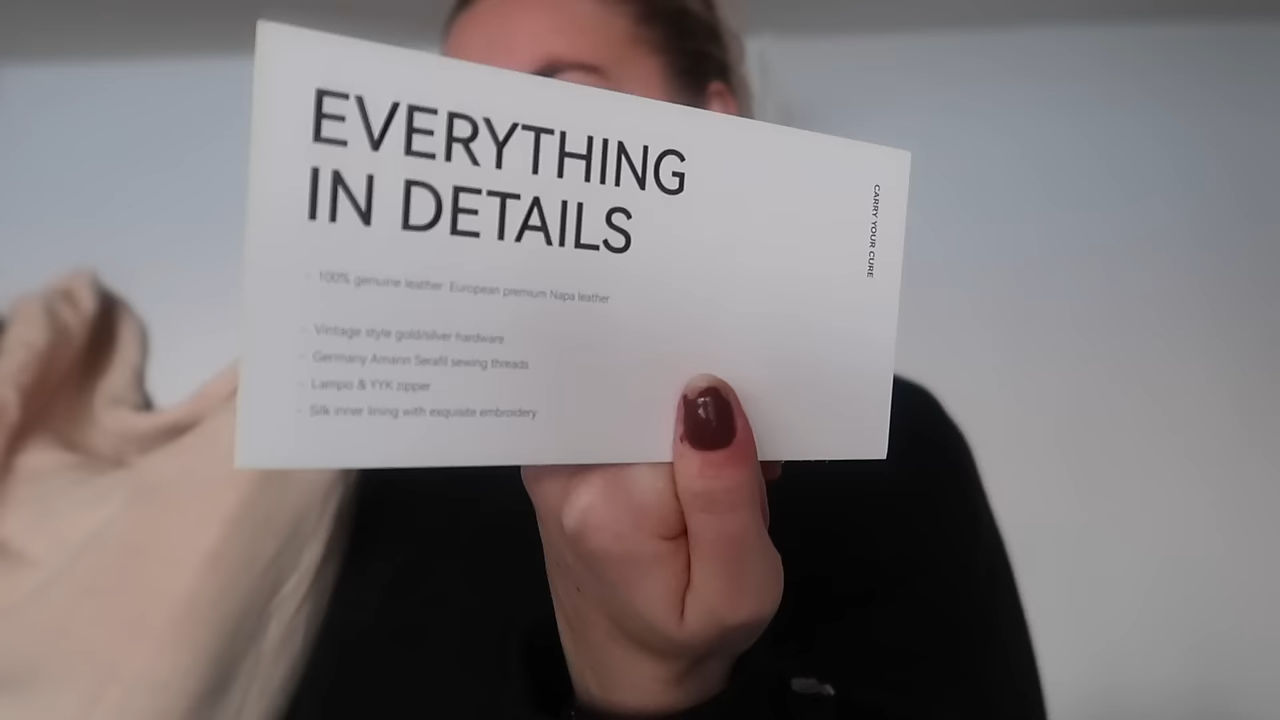 EVERYTHING
IN DETAILS
100% genuine leather European premium Napa leather
Vintage style gold/silver hardware
Germany Amann Serafil sewing threads
Lampo & YYK zipper
Silk inner lining with exquisite embroidery
CARRY YOUR CURE